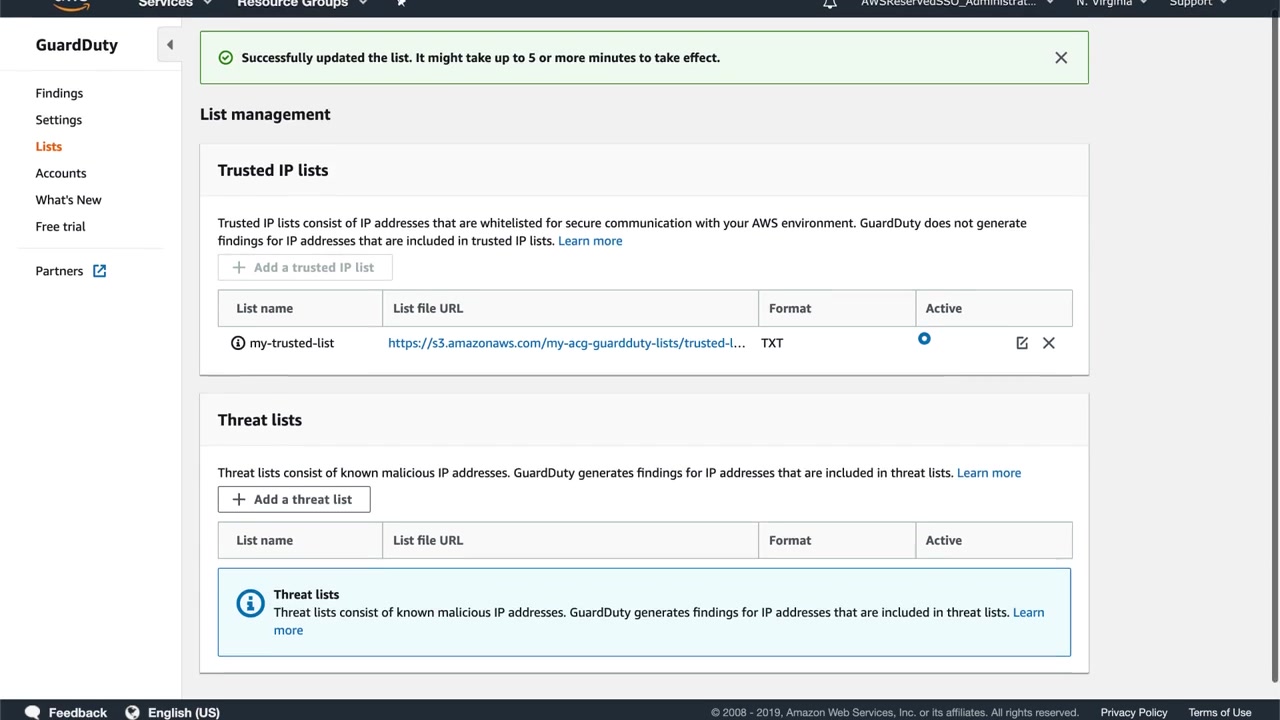 aws
Services
Resource Groups
AWSReservedSSO_Administrat...
N. Virginia
Support
GuardDuty
Findings
Settings
Lists
Accounts
What's New
Free trial
Partners
Successfully updated the list. It might take up to 5 or more minutes to take effect.
List management
Trusted IP lists
Trusted IP lists consist of IP addresses that are whitelisted for secure communication with your AWS environment. GuardDuty does not generate
findings for IP addresses that are included in trusted IP lists. Learn more
Add a trusted IP list
List name List file URL Format Active
my-trusted-list https://s3.amazonaws.com/my-acg-guardduty-lists/trusted-l... TXT
Threat lists
Threat lists consist of known malicious IP addresses. GuardDuty generates findings for IP addresses that are included in threat lists. Learn more
Add a threat list
List name List file URL Format Active
Threat lists
Threat lists consist of known malicious IP addresses. GuardDuty generates findings for IP addresses that are included in threat lists. Learn
more
Feedback English (US) © 2008 - 2019, Amazon Web Services, Inc. or its affiliates. All rights reserved. Privacy Policy Terms of Use